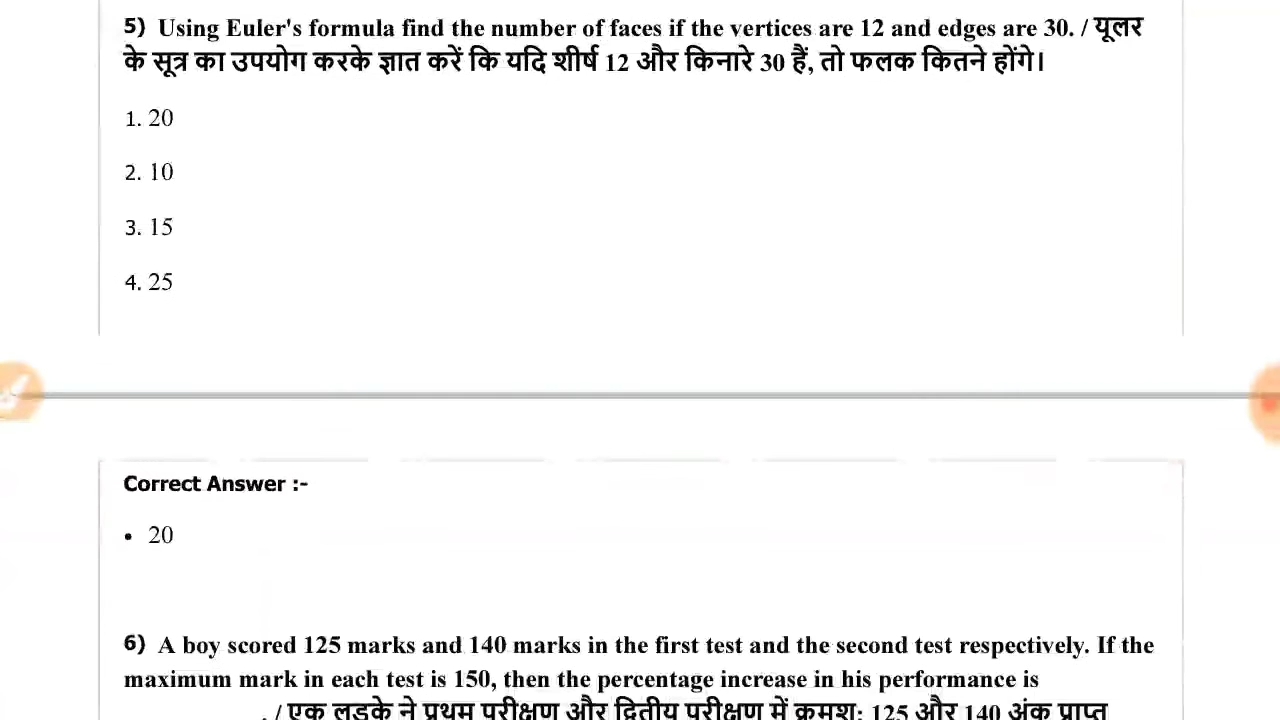 5) Using Euler's formula find the number of faces if the vertices are 12 and edges are 30. / यूलर
के सूत्र का उपयोग करके ज्ञात करें कि यदि शीर्ष 12 और किनारे 30 हैं, तो फलक कितने होंगे।
1. 20
2. 10
3. 15
4. 25
Correct Answer :-
• 20
6) A boy scored 125 marks and 140 marks in the first test and the second test respectively. If the
maximum mark in each test is 150, then the percentage increase in his performance is
. / एक लड़के ने प्रथम परीक्षण और द्वितीय परीक्षण में क्रमश: 125 और 140 अंक प्राप्त